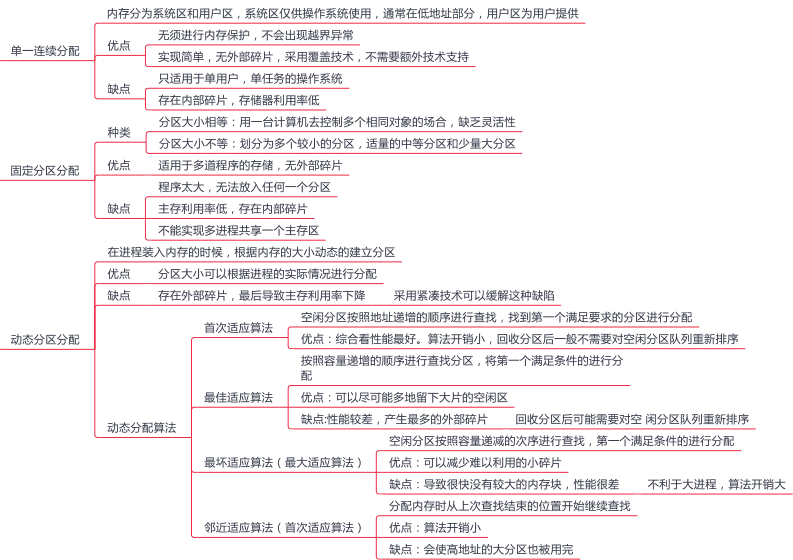 内存分为系统区和用户区，系统区仅供操作系统使用，通常在低地址部分，用户区为用户提供
单一连续分配
优点
无须进行内存保护，不会出现越界异常
实现简单，无外部碎片，采用覆盖技术，不需要额外技术支持
缺点
只适用于单用户，单任务的操作系统
存在内部碎片，存储器利用率低
固定分区分配
种类
分区大小相等：用一台计算机去控制多个相同对象的场合，缺乏灵活性
分区大小不等：划分为多个较小的分区，适量的中等分区和少量大分区
优点
适用于多道程序的存储，无外部碎片
缺点
程序太大，无法放入任何一个分区
主存利用率低，存在内部碎片
不能实现多进程共享一个主存区
动态分区分配
在进程装入内存的时候，根据内存的大小动态的建立分区
优点
分区大小可以根据进程的实际情况进行分配
缺点
存在外部碎片，最后导致主存利用率下降
采用紧凑技术可以缓解这种缺陷
动态分配算法
首次适应算法
空闲分区按照地址递增的顺序进行查找，找到第一个满足要求的分区进行分配
优点：综合看性能最好。算法开销小，回收分区后一般不需要对空闲分区队列重新排序
最佳适应算法
按照容量递增的顺序进行查找分区，将第一个满足条件的进行分
配
优点：可以尽可能多地留下大片的空闲区
缺点:性能较差，产生最多的外部碎片
回收分区后可能需要对空 闲分区队列重新排序
最坏适应算法（最大适应算法）
空闲分区按照容量递减的次序进行查找，第一个满足条件的进行分配
优点：可以减少难以利用的小碎片
缺点：导致很快没有较大的内存块，性能很差
不利于大进程，算法开销大
邻近适应算法（首次适应算法）
分配内存时从上次查找结束的位置开始继续查找
优点：算法开销小
缺点：会使高地址的大分区也被用完